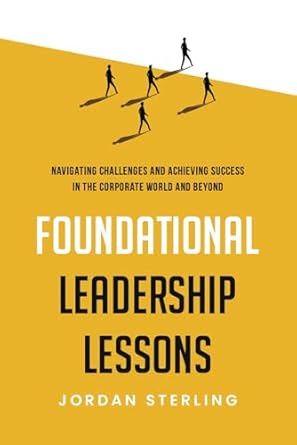 NAVIGATING CHALLENGES AND ACHIEVING SUCCESS
IN THE CORPORATE WORLD AND BEYOND
FOUNDATIONAL
LEADERSHIP
LESSONS
JORDAN STERLING